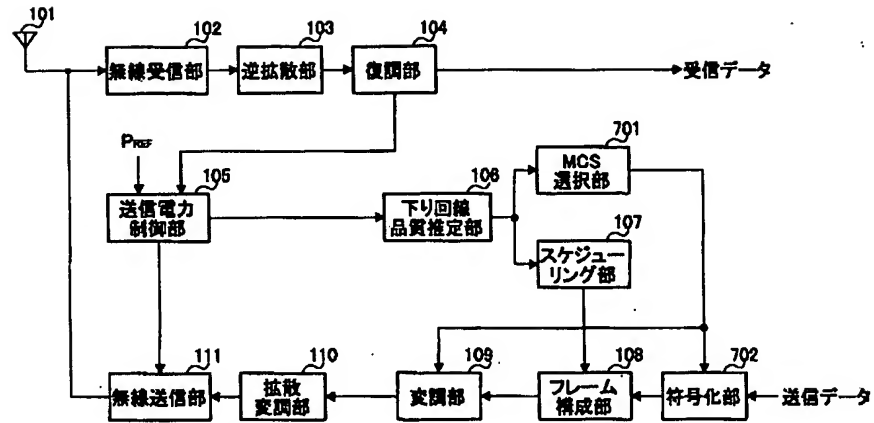 101
102
103
104
無線受信部
逆拡散部
復調部
受信データ
PREF
105
送信電力
制御部
106
下り回線
品質推定部
701
MCS
選択部
107
スケジュー
リング部
111
無線送信部
110
拡散
変調部
109
変調部
108
フレーム
構成部
702
符号化部
送信データ